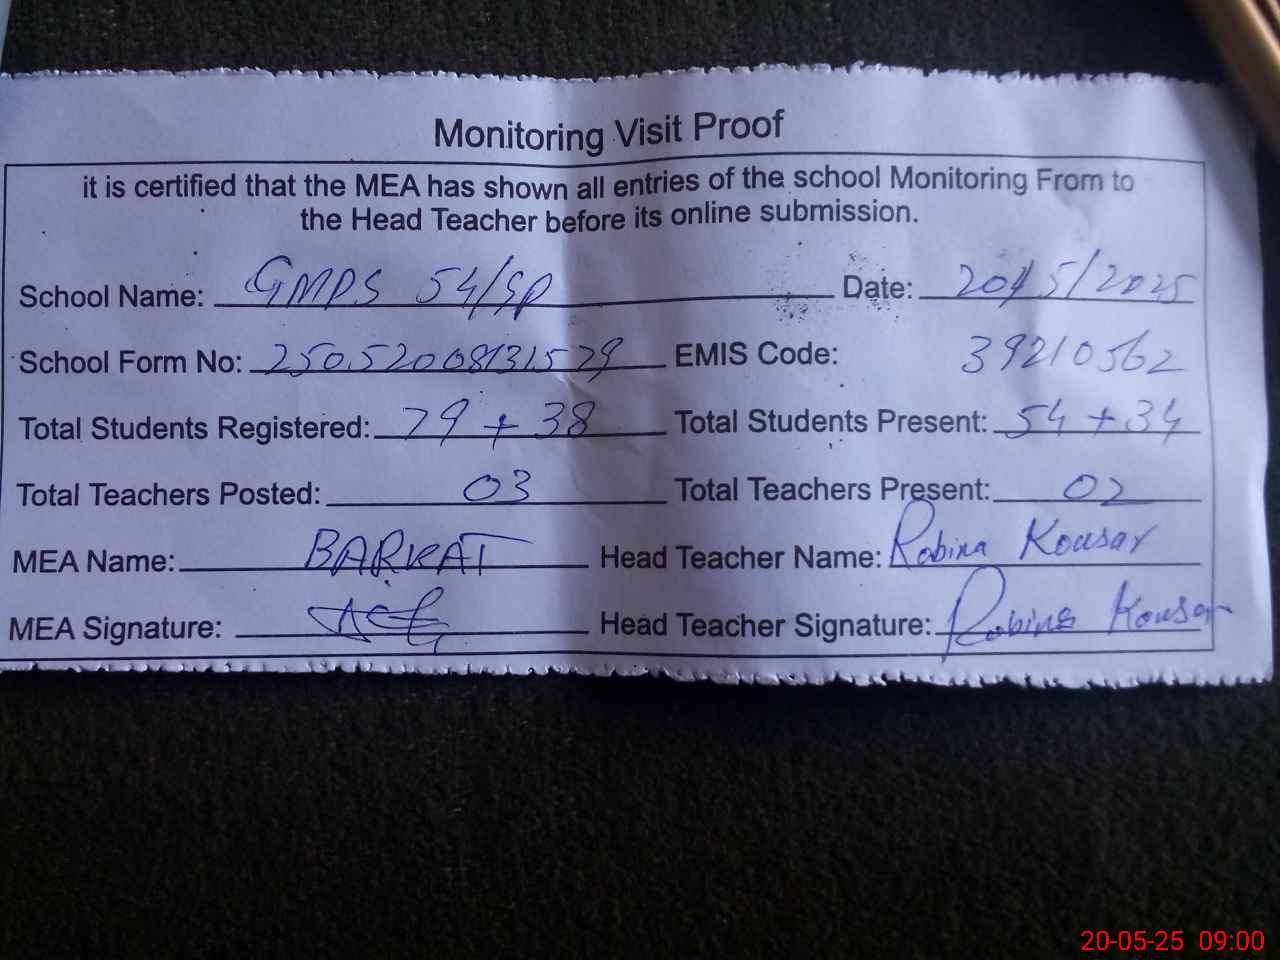 Monitoring Visit Proof
it is certified that the MEA has shown all entries of the school Monitoring From to
the Head Teacher before its online submission.
School Name: GMPS 54/SP Date: 20/5/2025
School Form No: 25052008131529 EMIS Code: 39210562
Total Students Registered: 79 + 38 Total Students Present: 54 + 34
Total Teachers Posted: 03 Total Teachers Present: 02
MEA Name: BARKAT Head Teacher Name: Robina Kousar
MEA Signature: Head Teacher Signature: Robina Kousar
20-05-25 09:00